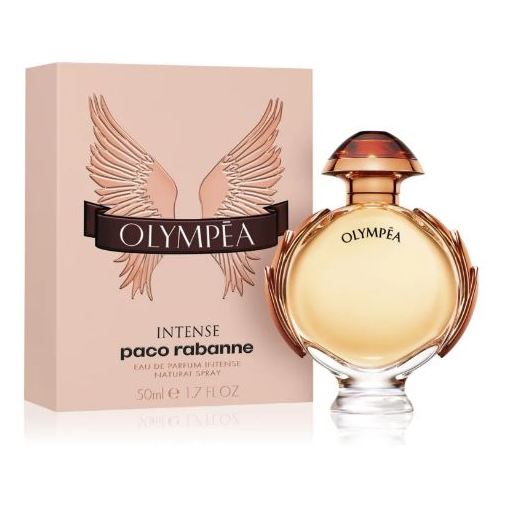 OLYMPĒA
INTENSE
paco rabanne
EAU DE PARFUM INTENSE
NATURAL SPRAY
50ml ℮ 1.7 FL OZ
OLYMPĒA